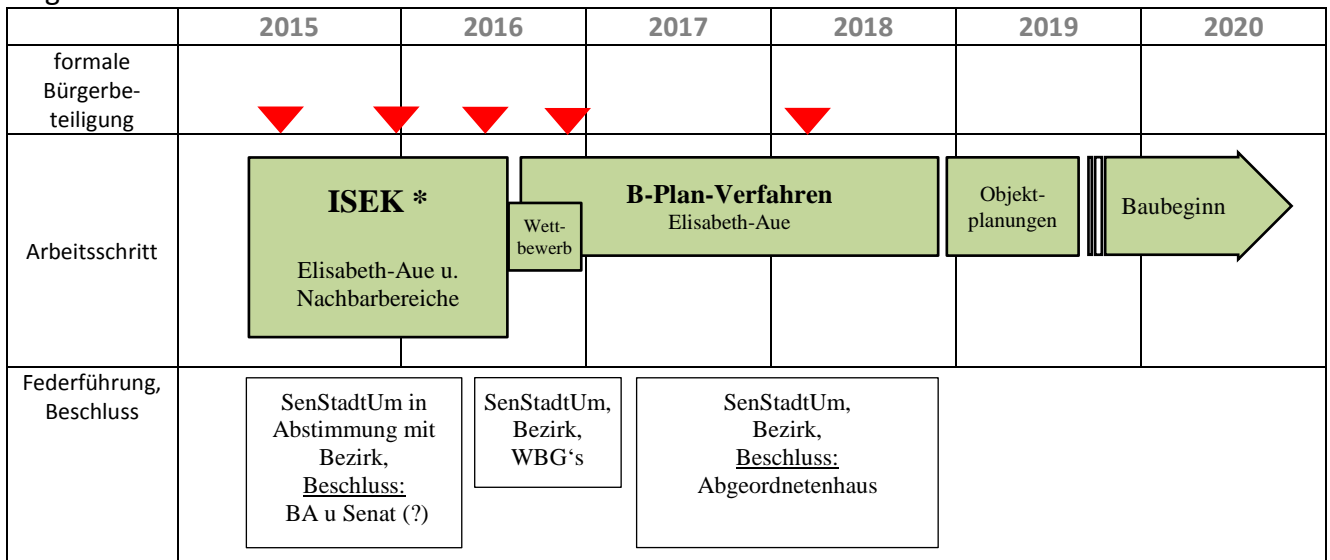 2015 2016 2017 2018 2019 2020
formale
Bürgerbe-
teiligung
Arbeitsschritt
ISEK *
Elisabeth-Aue u.
Nachbarbereiche
Wett-
bewerb
B-Plan-Verfahren
Elisabeth-Aue
Objekt-
planungen
Baubeginn
Federführung,
Beschluss
SenStadtUm in
Abstimmung mit
Bezirk,
Beschluss:
BA u Senat (?)
SenStadtUm,
Bezirk,
WBG‘s
SenStadtUm,
Bezirk,
Beschluss:
Abgeordnetenhaus